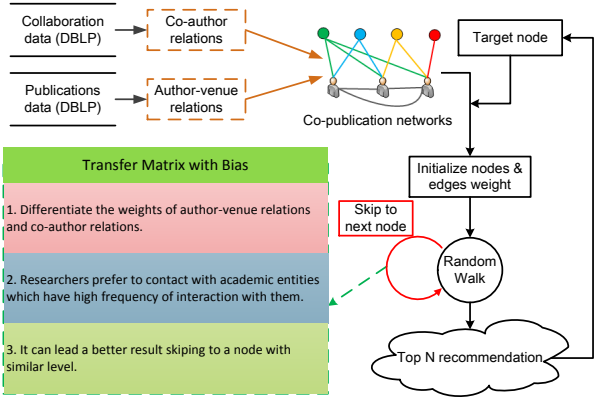 Collaboration
data (DBLP)
Co-author
relations
Target node
Publications
data (DBLP)
Author-venue
relations
Co-publication networks
Transfer Matrix with Bias
1. Differentiate the weights of author-venue relations
and co-author relations.
2. Researchers prefer to contact with academic entities
which have high frequency of interaction with them.
3. It can lead a better result skiping to a node with
similar level.
Initialize nodes &
edges weight
Skip to
next node
Random
Walk
Top N recommendation